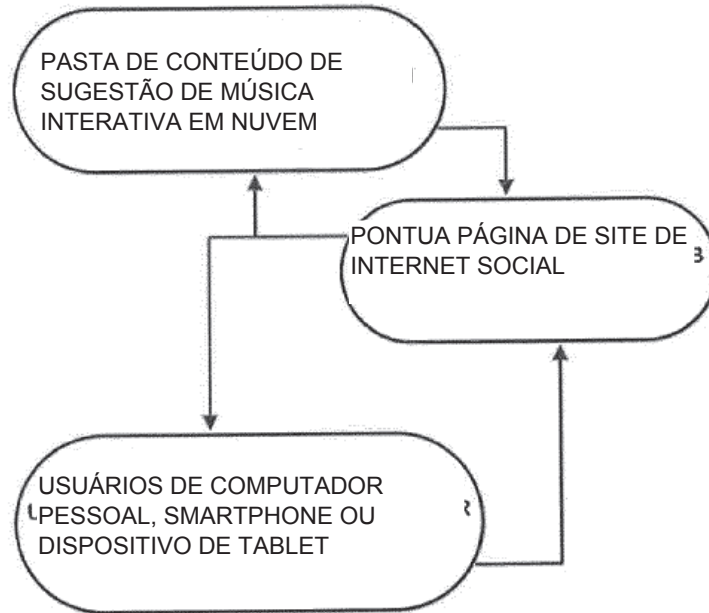 PASTA DE CONTEÚDO DE
SUGESTÃO DE MÚSICA
INTERATIVA EM NUVEM
PONTUA PÁGINA DE SITE DE
INTERNET SOCIAL
USUÁRIOS DE COMPUTADOR
PESSOAL, SMARTPHONE OU
DISPOSITIVO DE TABLET